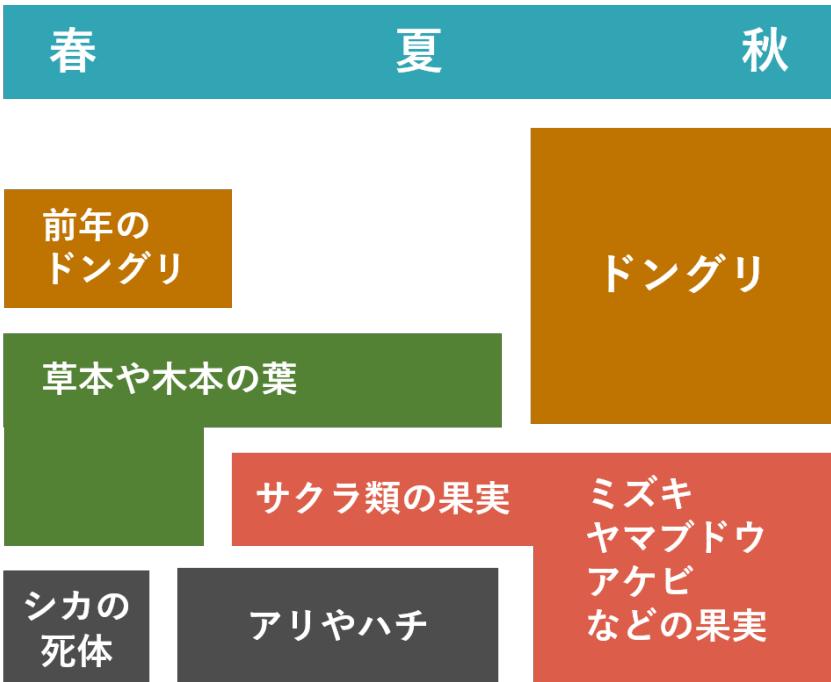 春 夏 秋
前年の
ドングリ
ドングリ
草本や木本の葉
サクラ類の果実
ミズキ
ヤマブドウ
アケビ
などの果実
シカの
死体
アリやハチ